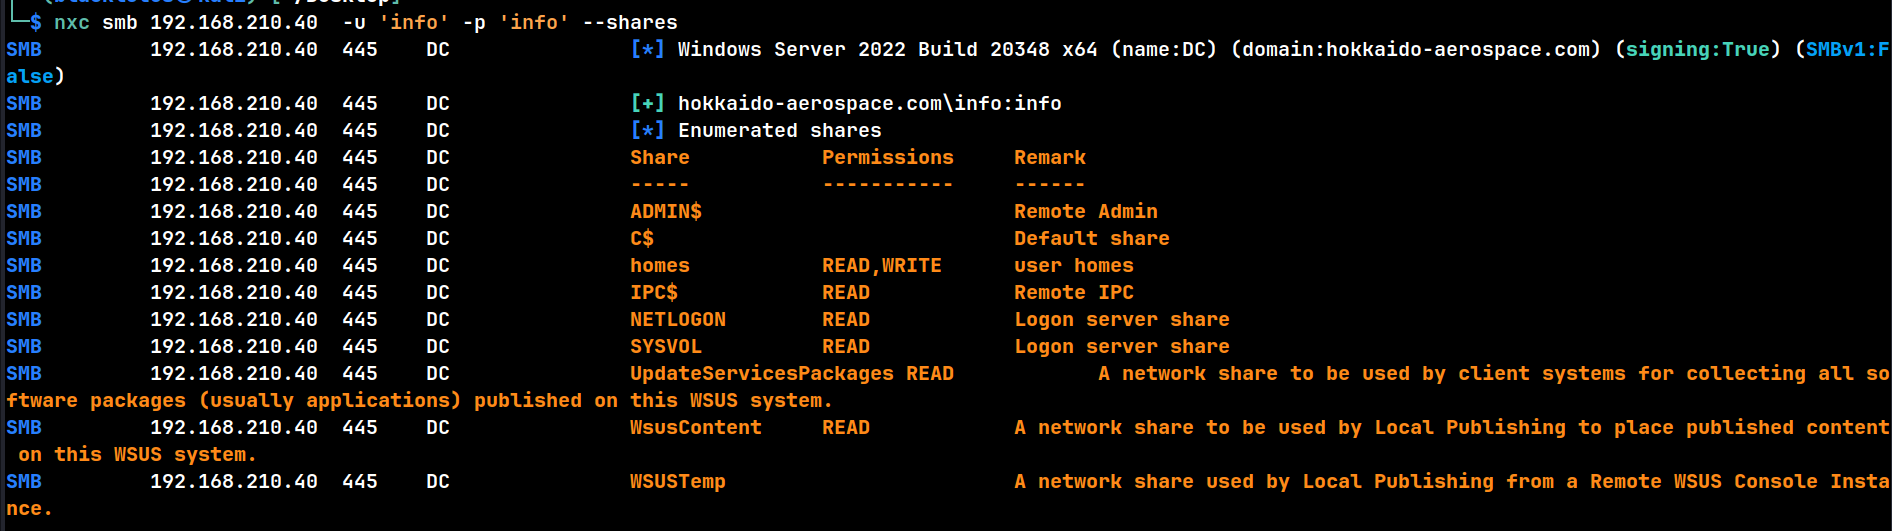 $ nxc smb 192.168.210.40  -u 'info' -p 'info' --shares
SMB         192.168.210.40  445    DC               [*] Windows Server 2022 Build 20348 x64 (name:DC) (domain:hokkaido-aerospace.com) (signing:True) (SMBv1:F
alse)
SMB         192.168.210.40  445    DC               [+] hokkaido-aerospace.com\info:info
SMB         192.168.210.40  445    DC               [*] Enumerated shares
SMB         192.168.210.40  445    DC               Share           Permissions     Remark
SMB         192.168.210.40  445    DC               -----           -----------     ------
SMB         192.168.210.40  445    DC               ADMIN$                          Remote Admin
SMB         192.168.210.40  445    DC               C$                              Default share
SMB         192.168.210.40  445    DC               homes           READ,WRITE      user homes
SMB         192.168.210.40  445    DC               IPC$            READ            Remote IPC
SMB         192.168.210.40  445    DC               NETLOGON        READ            Logon server share
SMB         192.168.210.40  445    DC               SYSVOL          READ            Logon server share
SMB         192.168.210.40  445    DC               UpdateServicesPackages READ            A network share to be used by client systems for collecting all so
ftware packages (usually applications) published on this WSUS system.
SMB         192.168.210.40  445    DC               WsusContent     READ            A network share to be used by Local Publishing to place published content
 on this WSUS system.
SMB         192.168.210.40  445    DC               WSUSTemp                        A network share used by Local Publishing from a Remote WSUS Console Insta
nce.